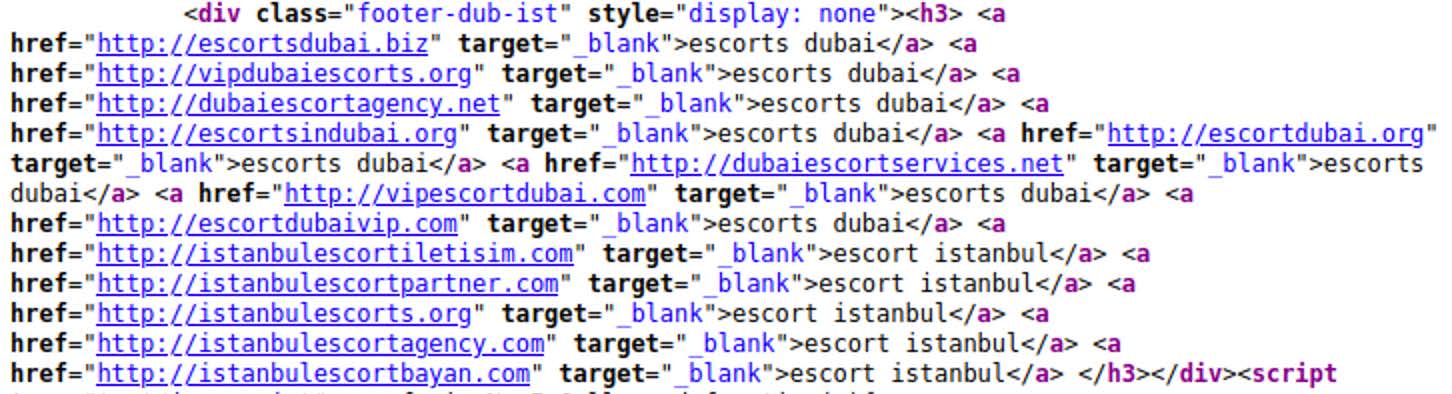 <div class="footer-dub-ist" style="display: none"><h3> <a
href="http://escortsdubai.biz" target="_blank">escorts dubai</a> <a
href="http://vipdubaiescorts.org" target="_blank">escorts dubai</a> <a
href="http://dubaiescortagency.net" target="_blank">escorts dubai</a> <a
href="http://escortsindubai.org" target="_blank">escorts dubai</a> <a href="http://escortdubai.org"
target="_blank">escorts dubai</a> <a href="http://dubaiescortservices.net" target="_blank">escorts
dubai</a> <a href="http://vipescortdubai.com" target="_blank">escorts dubai</a> <a
href="http://escortdubaivip.com" target="_blank">escorts dubai</a> <a
href="http://istanbulescortiletisim.com" target="_blank">escort istanbul</a> <a
href="http://istanbulescortpartner.com" target="_blank">escort istanbul</a> <a
href="http://istanbulescorts.org" target="_blank">escort istanbul</a> <a
href="http://istanbulescortagency.com" target="_blank">escort istanbul</a> <a
href="http://istanbulescortbayan.com" target="_blank">escort istanbul</a> </h3></div><script